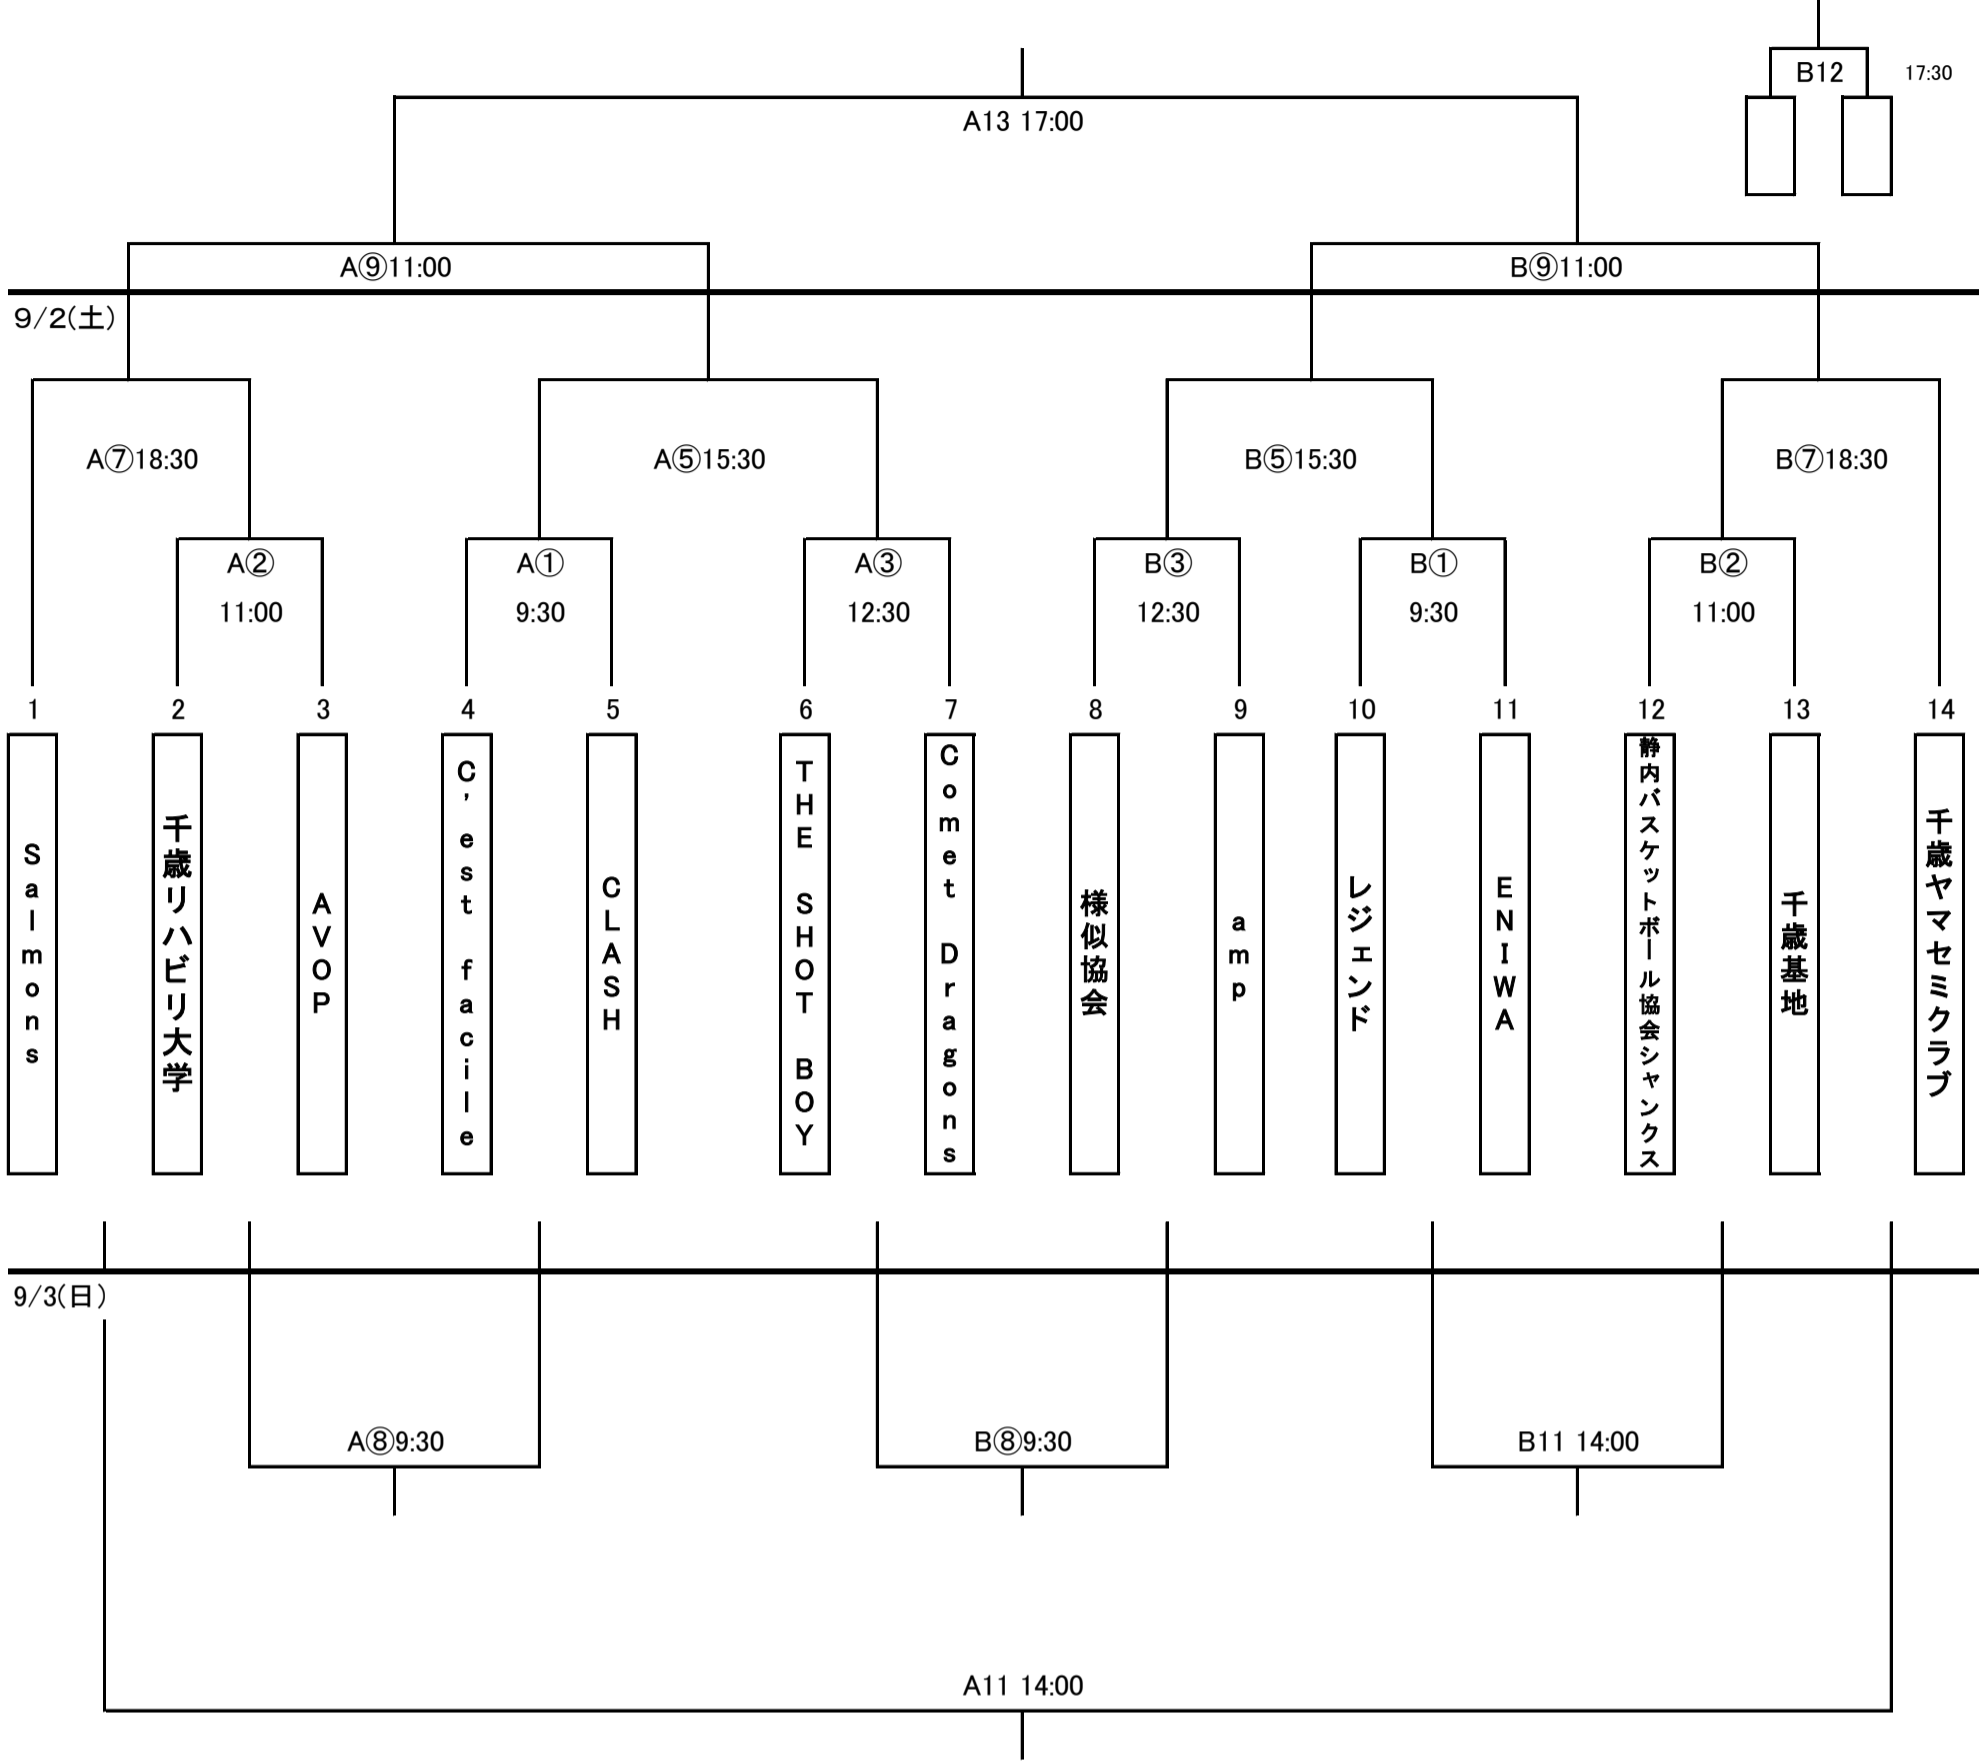 B12 17:30
A13 17:00
A⑨11:00 B⑨11:00
9/2(土)
A⑦18:30 A⑤15:30 B⑤15:30 B⑦18:30
A② A① A③ B③ B① B②
11:00 9:30 12:30 12:30 9:30 11:00
1 2 3 4 5 6 7 8 9 10 11 12 13 14
Salmons
千歳リハビリ大学
AVOP
C'est facile
CLASH
THE SHOT BOY
Comet Dragons
様似協会
amp
レジェンド
ENIWA
静内バスケットボール協会シャンクス
千歳基地
千歳ヤマセミクラブ
9/3(日)
A⑧9:30 B⑧9:30 B11 14:00
A11 14:00